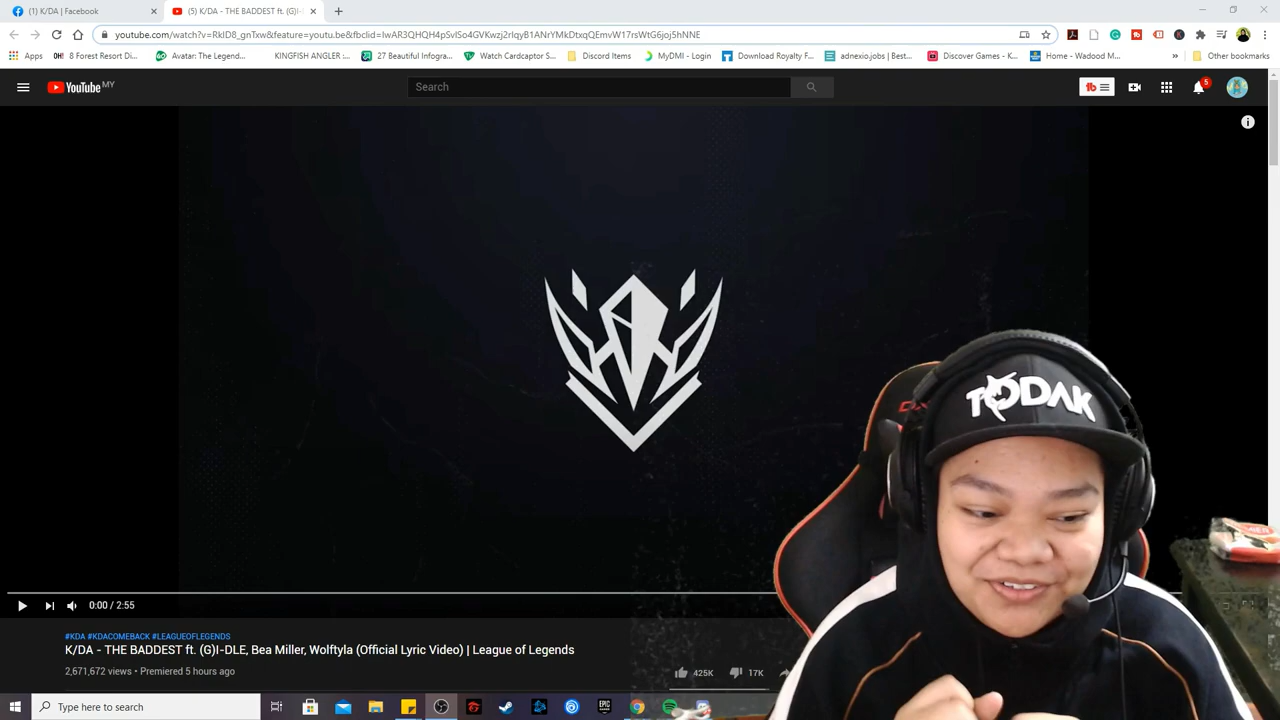 (1) K/DA | Facebook
(5) K/DA - THE BADDEST ft. (G)I-D
youtube.com/watch?v=RkID8_gnTxw&feature=youtu.be&fbclid=IwAR3QHQH4pSvlSo4GVKwzj2rIqyB1ANrYMkDtxqQEmvW17rsWtG6joj5hNNE
Apps
8 Forest Resort Di...
Avatar: The Legend...
KINGFISH ANGLER :...
27 Beautiful Infogra...
Watch Cardcaptor S...
Discord Items
MyDMI - Login
Download Royalty F...
adnexio.jobs | Best...
Discover Games - K...
Home - Wadood M...
»
Other bookmarks
YouTube MY
Search
5
0:00 / 2:55
TODAK
#KDA #KDACOMEBACK #LEAGUEOFLEGENDS
K/DA - THE BADDEST ft. (G)I-DLE, Bea Miller, Wolftyla (Official Lyric Video) | League of Legends
2,671,672 views • Premiered 5 hours ago
425K
17K
Type here to search
EPIC